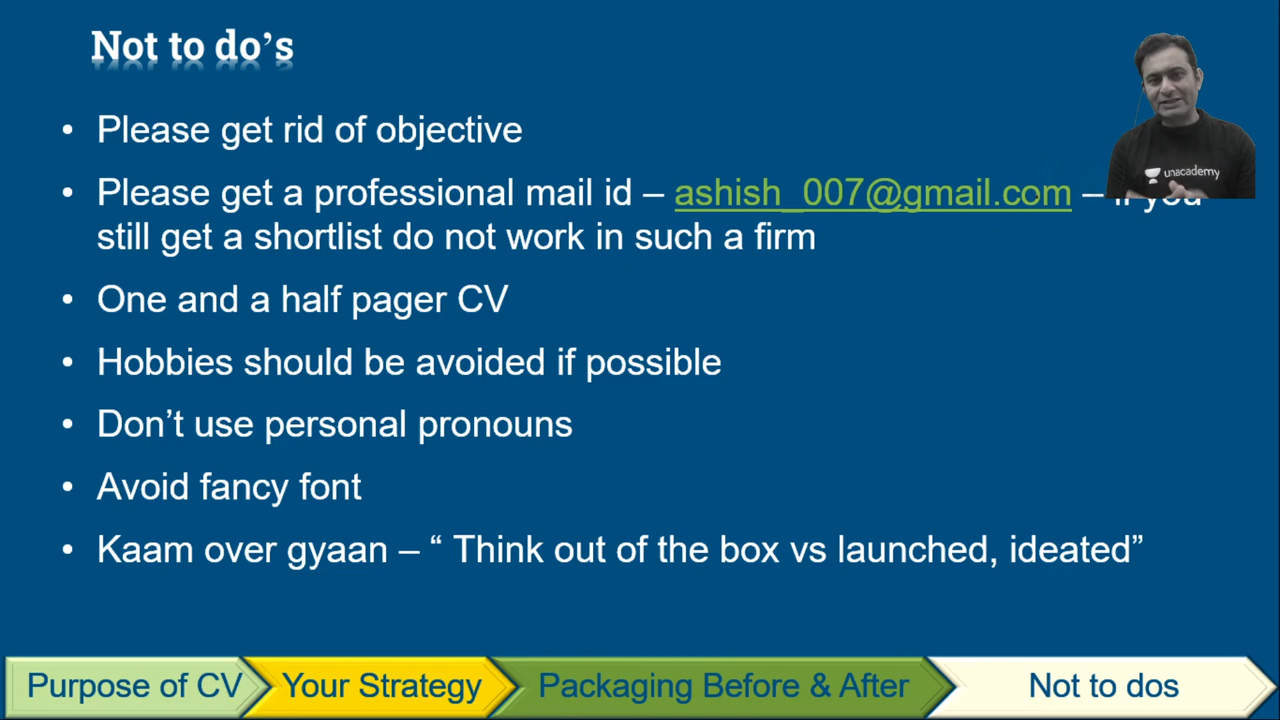 Not to do’s
• Please get rid of objective
• Please get a professional mail id – ashish_007@gmail.com – if you
still get a shortlist do not work in such a firm
• One and a half pager CV
• Hobbies should be avoided if possible
• Don’t use personal pronouns
• Avoid fancy font
• Kaam over gyaan – “ Think out of the box vs launched, ideated”
unacademy
Purpose of CV
Your Strategy
Packaging Before & After
Not to dos